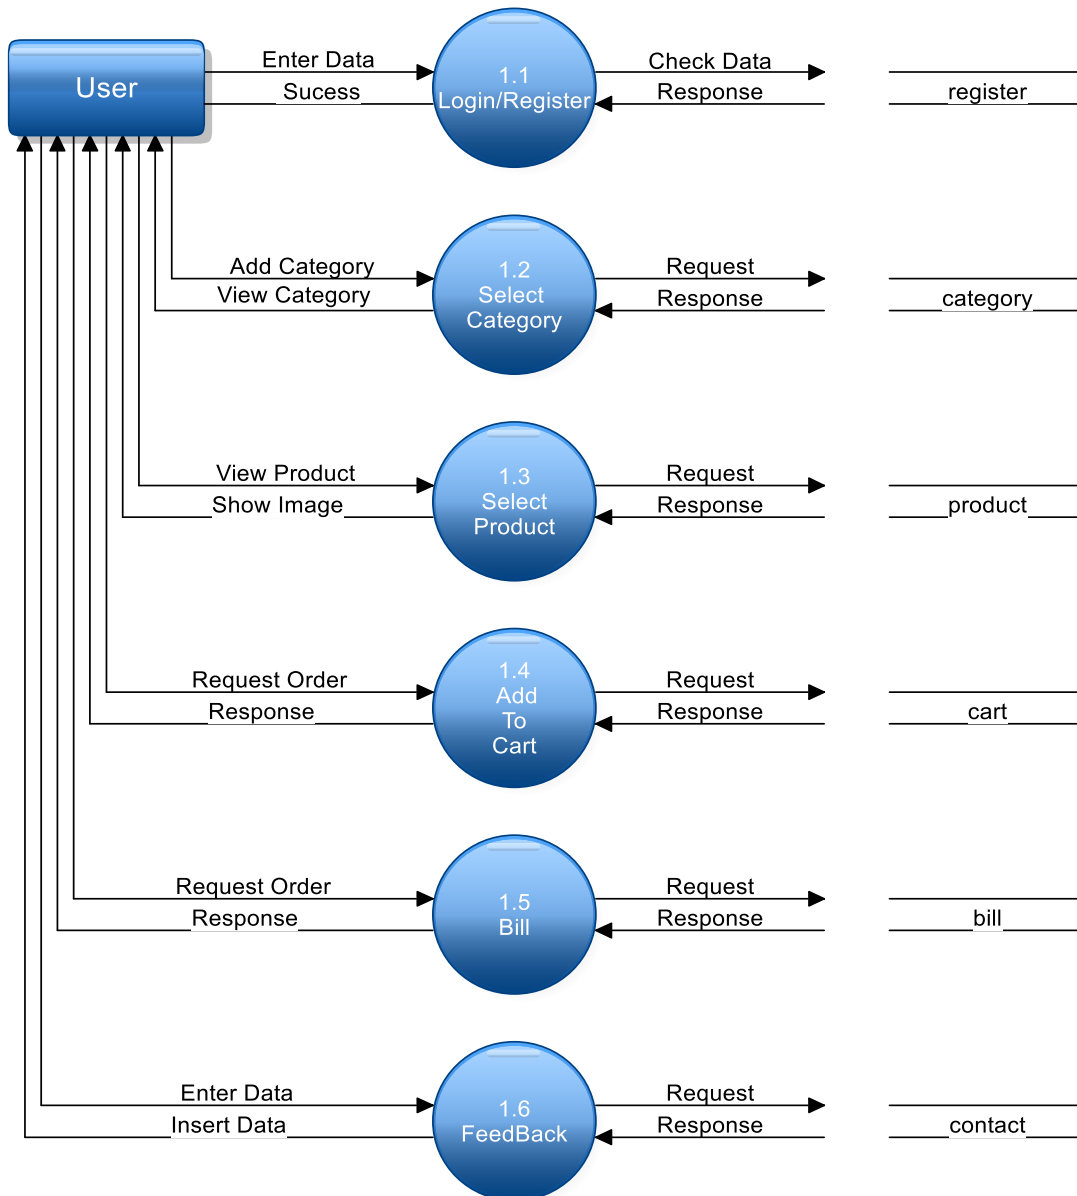 User
Enter Data
Sucess
1.1
Login/Register
Check Data
Response
register
Add Category
View Category
1.2
Select
Category
Request
Response
category
View Product
Show Image
1.3
Select
Product
Request
Response
product
Request Order
Response
1.4
Add
To
Cart
Request
Response
cart
Request Order
Response
1.5
Bill
Request
Response
bill
Enter Data
Insert Data
1.6
FeedBack
Request
Response
contact